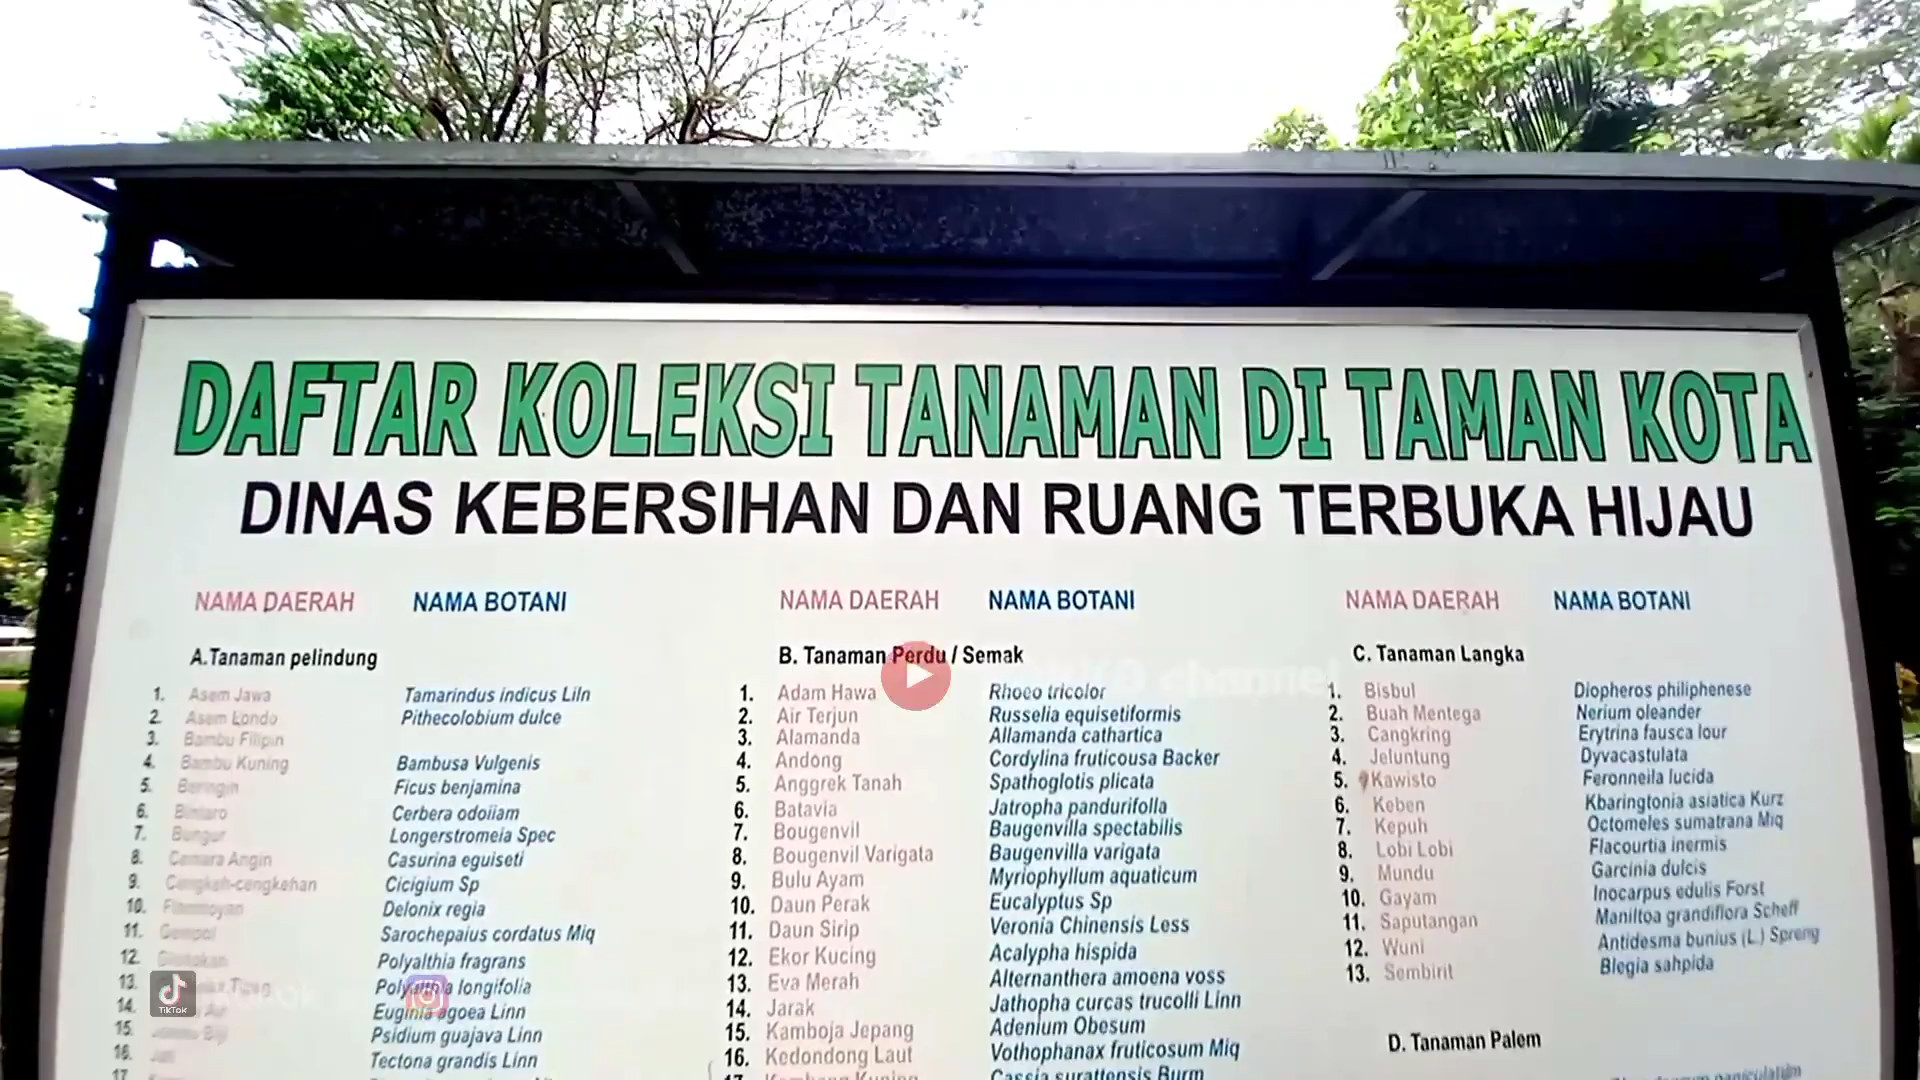 DAFTAR KOLEKSI TANAMAN DI TAMAN KOTA
DINAS KEBERSIHAN DAN RUANG TERBUKA HIJAU
NAMA DAERAH NAMA BOTANI
A.Tanaman pelindung
1. Asem Jawa Tamarindus indicus Liln
2. Asem Londo Pithecolobium dulce
3. Bambu Filipin
4. Bambu Kuning Bambusa Vulgenis
5. Beringin Ficus benjamina
6. Bintaro Cerbera odoiiam
7. Bungur Longerstromeia Spec
8. Camara Angin Casurina eguiseti
9. Cengkeh-cengkehan Cicigium Sp
10. Flamboyan Delonix regia
11. Gempol Sarochepaius cordatus Miq
12. Polyalthia fragrans
13. Polyalthia longifolia
14. Euginia agoea Linn
15. Psidium guajava Linn
16. Jati Tectona grandis Linn
17.
NAMA DAERAH NAMA BOTANI
B. Tanaman Perdu / Semak
1. Adam Hawa Rhoeo tricolor
2. Air Terjun Russelia equisetiformis
3. Alamanda Allamanda cathartica
4. Andong Cordylina fruticousa Backer
5. Anggrek Tanah Spathoglotis plicata
6. Batavia Jatropha pandurifolla
7. Bougenvil Baugenvilla spectabilis
8. Bougenvil Varigata Baugenvilla varigata
9. Bulu Ayam Myriophyllum aquaticum
10. Daun Perak Eucalyptus Sp
11. Daun Sirip Veronia Chinensis Less
12. Ekor Kucing Acalypha hispida
13. Eva Merah Alternanthera amoena voss
14. Jarak Jathopha curcas trucolli Linn
15. Kamboja Jepang Adenium Obesum
16. Kedondong Laut Vothophanax fruticosum Miq
17. Kembang Kuning Cassia surattensis Burm
NAMA DAERAH NAMA BOTANI
C. Tanaman Langka
1. Bisbul Diopheros philiphenese
2. Buah Mentega Nerium oleander
3. Cangkring Erytrina fausca lour
4. Jeluntung Dyvacastulata
5. Kawisto Feronneila lucida
6. Keben Kbaringtonia asiatica Kurz
7. Kepuh Octomeles sumatrana Miq
8. Lobi Lobi Flacourtia inermis
9. Mundu Garcinia dulcis
10. Gayam Inocarpus edulis Forst
11. Saputangan Maniltoa grandiflora Scheff
12. Wuni Antidesma bunius (L.) Spreng
13. Sembirit Blegia sahpida
D. Tanaman Palem
channel
TikTok